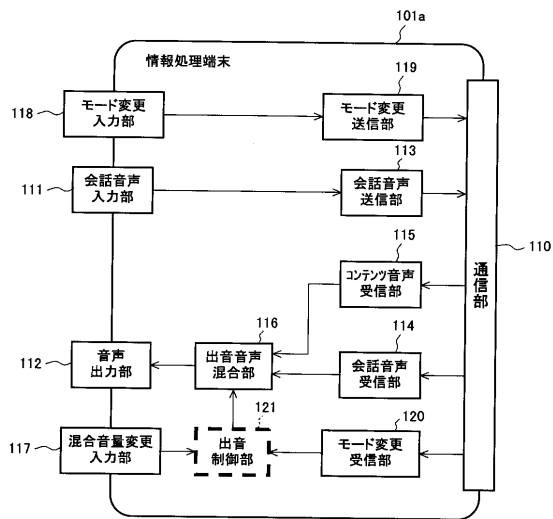 101a
情報処理端末
118
モード変更
入力部
119
モード変更
送信部
111
会話音声
入力部
113
会話音声
送信部
110
通信部
115
コンテンツ音声
受信部
116
出音音声
混合部
112
音声
出力部
114
会話音声
受信部
117
混合音量変更
入力部
121
出音
制御部
120
モード変更
受信部